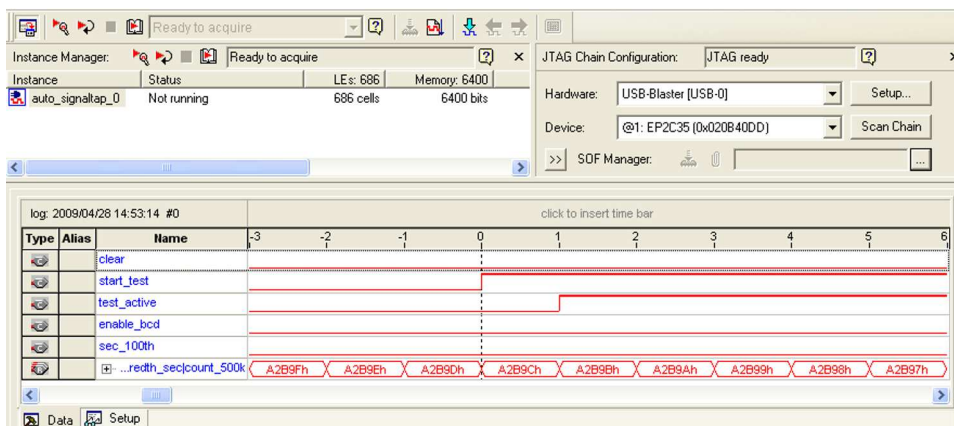 Ready to acquire
Instance Manager: Ready to acquire
Instance Status LEs: 686 Memory: 6400
auto_signaltap_0 Not running 686 cells 6400 bits
JTAG Chain Configuration: JTAG ready
Hardware: USB-Blaster [USB-0] Setup...
Device: @1: EP2C35 (0x020B40DD) Scan Chain
>> SOF Manager: ...
log: 2009/04/28 14:53:14 #0 click to insert time bar
Type Alias Name -3 -2 -1 0 1 2 3 4 5 6
clear
start_test
test_active
enable_bcd
sec_100th
...redth_sec|count_500k A2B9Fh A2B9Eh A2B9Dh A2B9Ch A2B9Bh A2B9Ah A2B99h A2B98h A2B97h
Data Setup